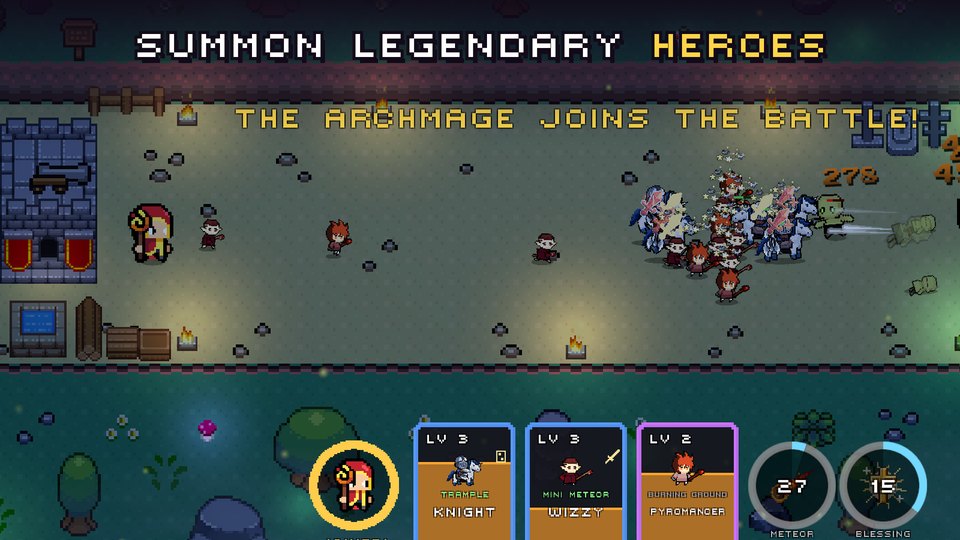 SUMMON LEGENDARY HEROES
THE ARCHMAGE JOINS THE BATTLE!
278
LV 3
TRAMPLE
KNIGHT
LV 3
MINI METEOR
WIZZY
LV 2
BURNING GROUND
PYROMANCER
27
METEOR
15
BLESSING